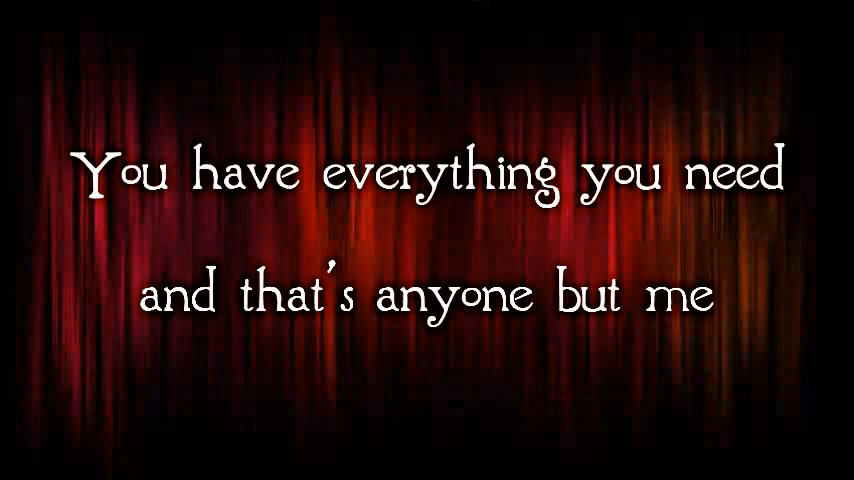 You have everything you need
and that's anyone but me